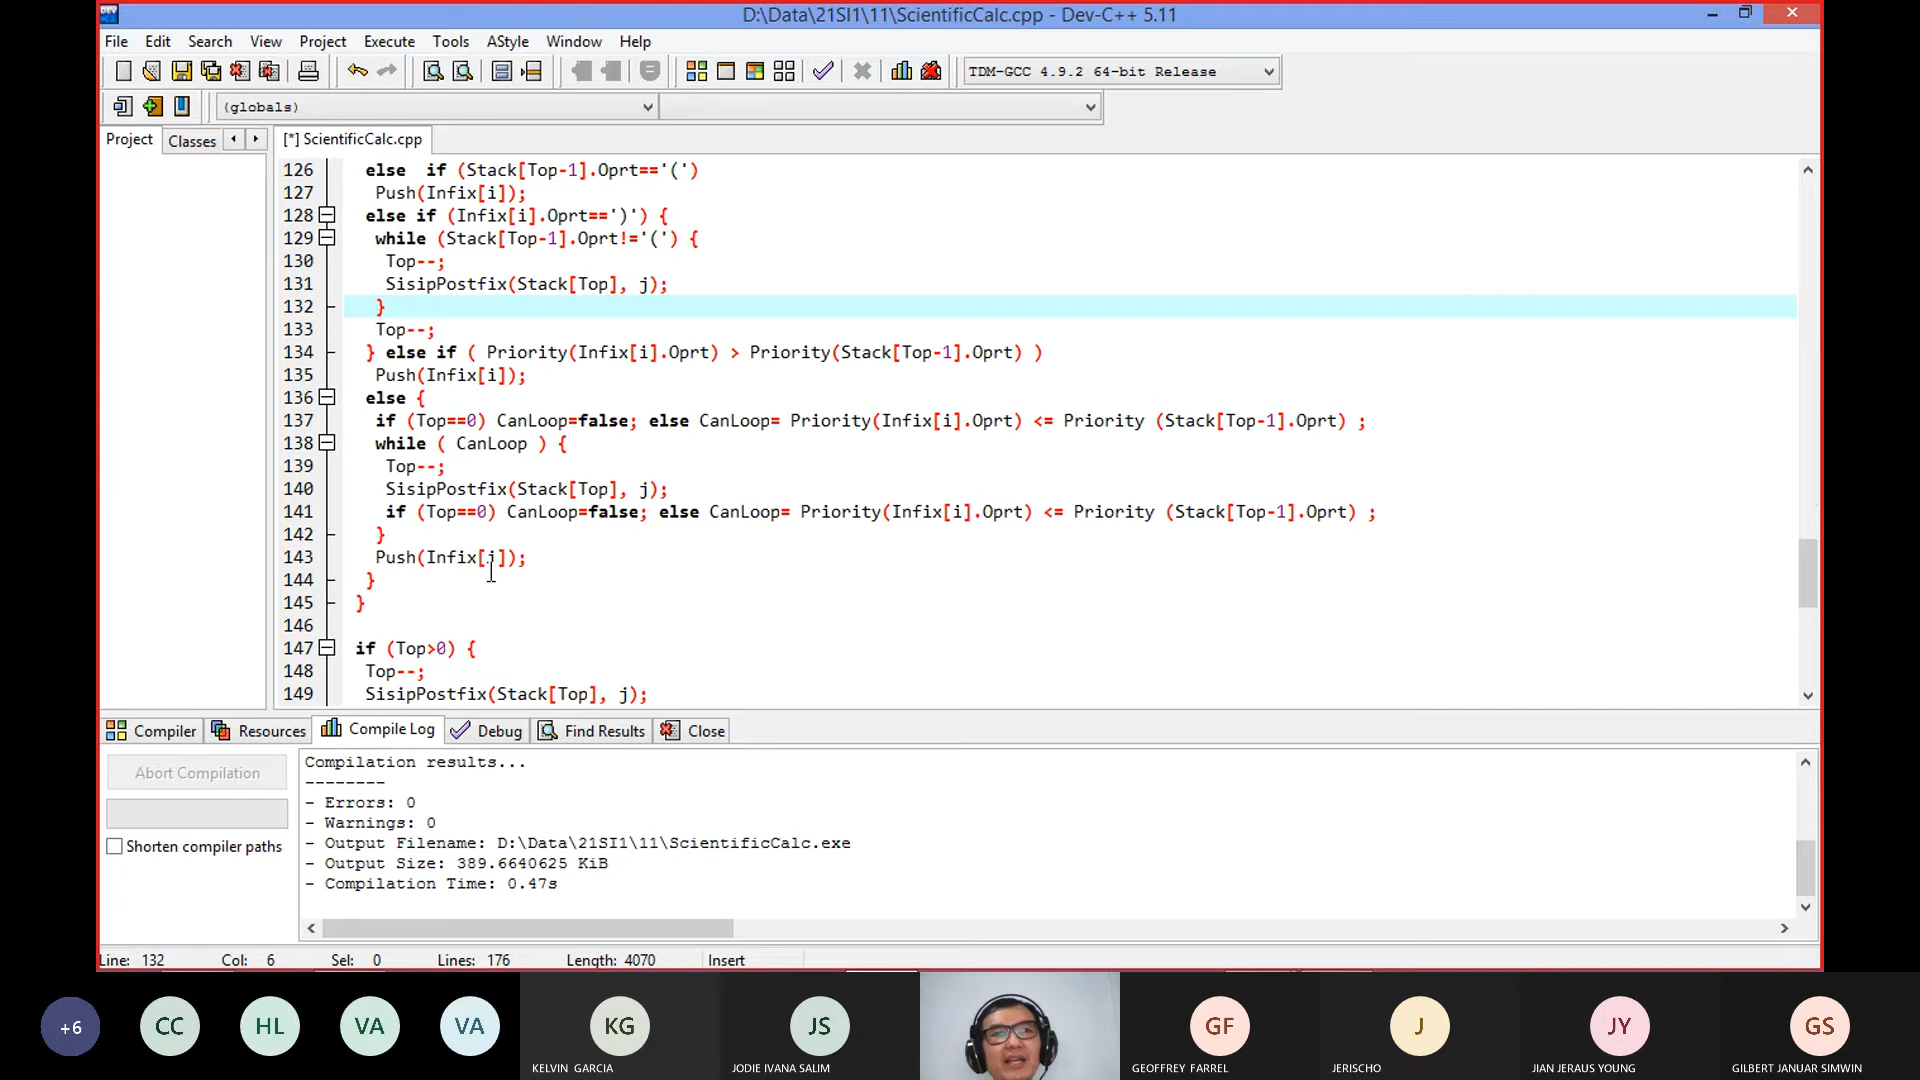 DEV
D:\Data\21SI1\11\ScientificCalc.cpp - Dev-C++ 5.11
File Edit Search View Project Execute Tools AStyle Window Help
TDM-GCC 4.9.2 64-bit Release
(globals)
Project Classes [*] ScientificCalc.cpp
126 else  if (Stack[Top-1].Oprt=='(')
127 Push(Infix[i]);
128 else if (Infix[i].Oprt==')') {
129 while (Stack[Top-1].Oprt!='(') {
130 Top--;
131 SisipPostfix(Stack[Top], j);
132 }
133 Top--;
134 } else if ( Priority(Infix[i].Oprt) > Priority(Stack[Top-1].Oprt) )
135 Push(Infix[i]);
136 else {
137 if (Top==0) CanLoop=false; else CanLoop= Priority(Infix[i].Oprt) <= Priority (Stack[Top-1].Oprt) ;
138 while ( CanLoop ) {
139 Top--;
140 SisipPostfix(Stack[Top], j);
141 if (Top==0) CanLoop=false; else CanLoop= Priority(Infix[i].Oprt) <= Priority (Stack[Top-1].Oprt) ;
142 }
143 Push(Infix[i]);
144 }
145 }
146
147 if (Top>0) {
148 Top--;
149 SisipPostfix(Stack[Top], j);
Compiler Resources Compile Log Debug Find Results Close
Abort Compilation
Shorten compiler paths
Compilation results...
--------
- Errors: 0
- Warnings: 0
- Output Filename: D:\Data\21SI1\11\ScientificCalc.exe
- Output Size: 389.6640625 KiB
- Compilation Time: 0.47s
Line: 132 Col: 6 Sel: 0 Lines: 176 Length: 4070 Insert
+6 CC HL VA VA KG JS GF J JY GS
KELVIN GARCIA JODIE IVANA SALIM GEOFFREY FARREL JERISCHO JIAN JERAUS YOUNG GILBERT JANUAR SIMWIN